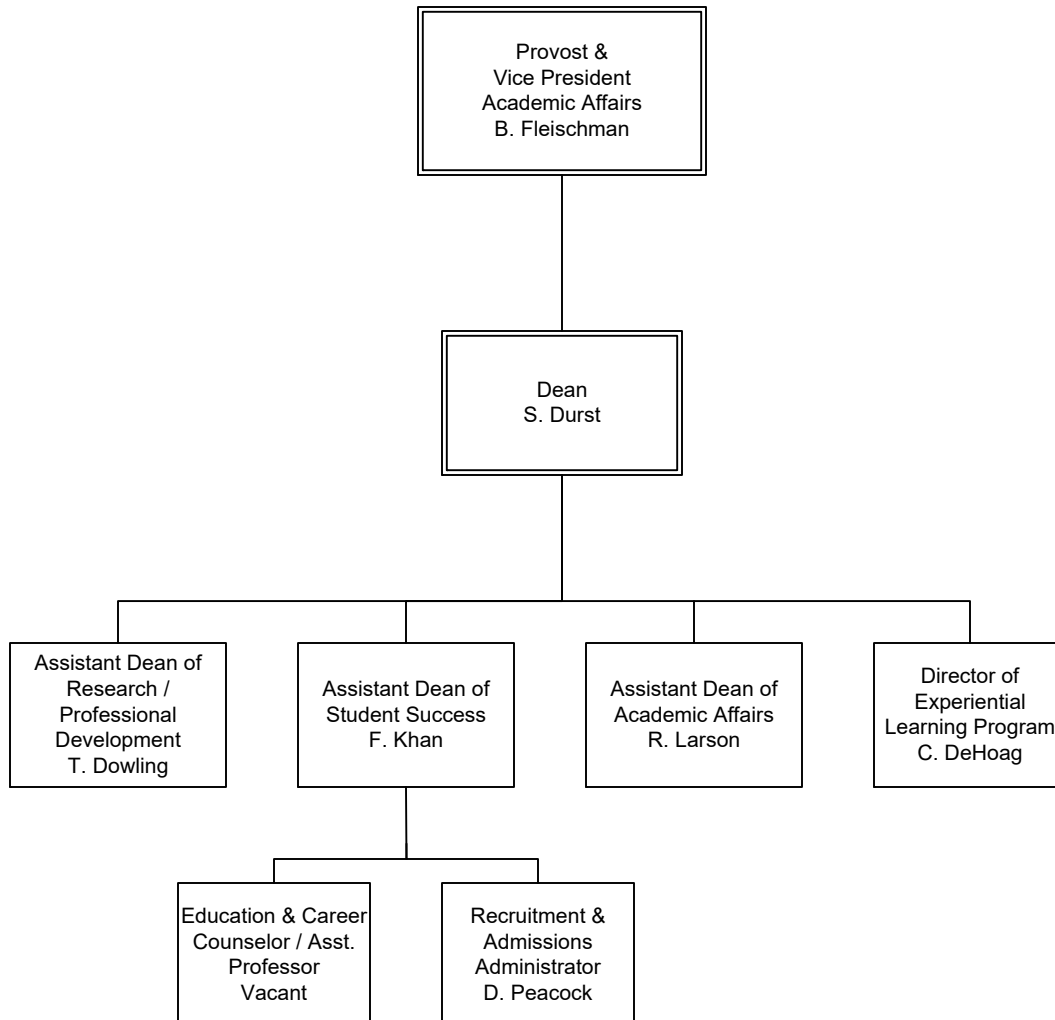 Provost &
Vice President
Academic Affairs
B. Fleischman
Dean
S. Durst
Assistant Dean of
Research /
Professional
Development
T. Dowling
Assistant Dean of
Student Success
F. Khan
Assistant Dean of
Academic Affairs
R. Larson
Director of
Experiential
Learning Program
C. DeHoag
Education & Career
Counselor / Asst.
Professor
Vacant
Recruitment &
Admissions
Administrator
D. Peacock